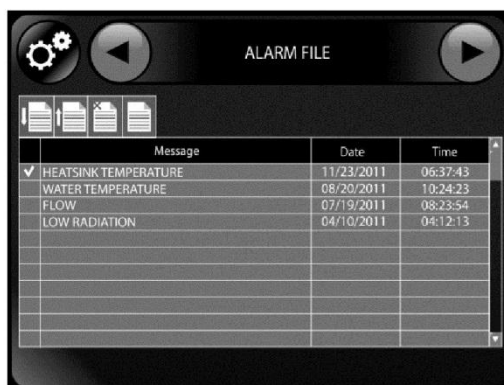 ALARM FILE
Message Date Time
HEATSINK TEMPERATURE 11/23/2011 06:37:43
WATER TEMPERATURE 08/20/2011 10:24:23
FLOW 07/19/2011 08:23:54
LOW RADIATION 04/10/2011 04:12:13